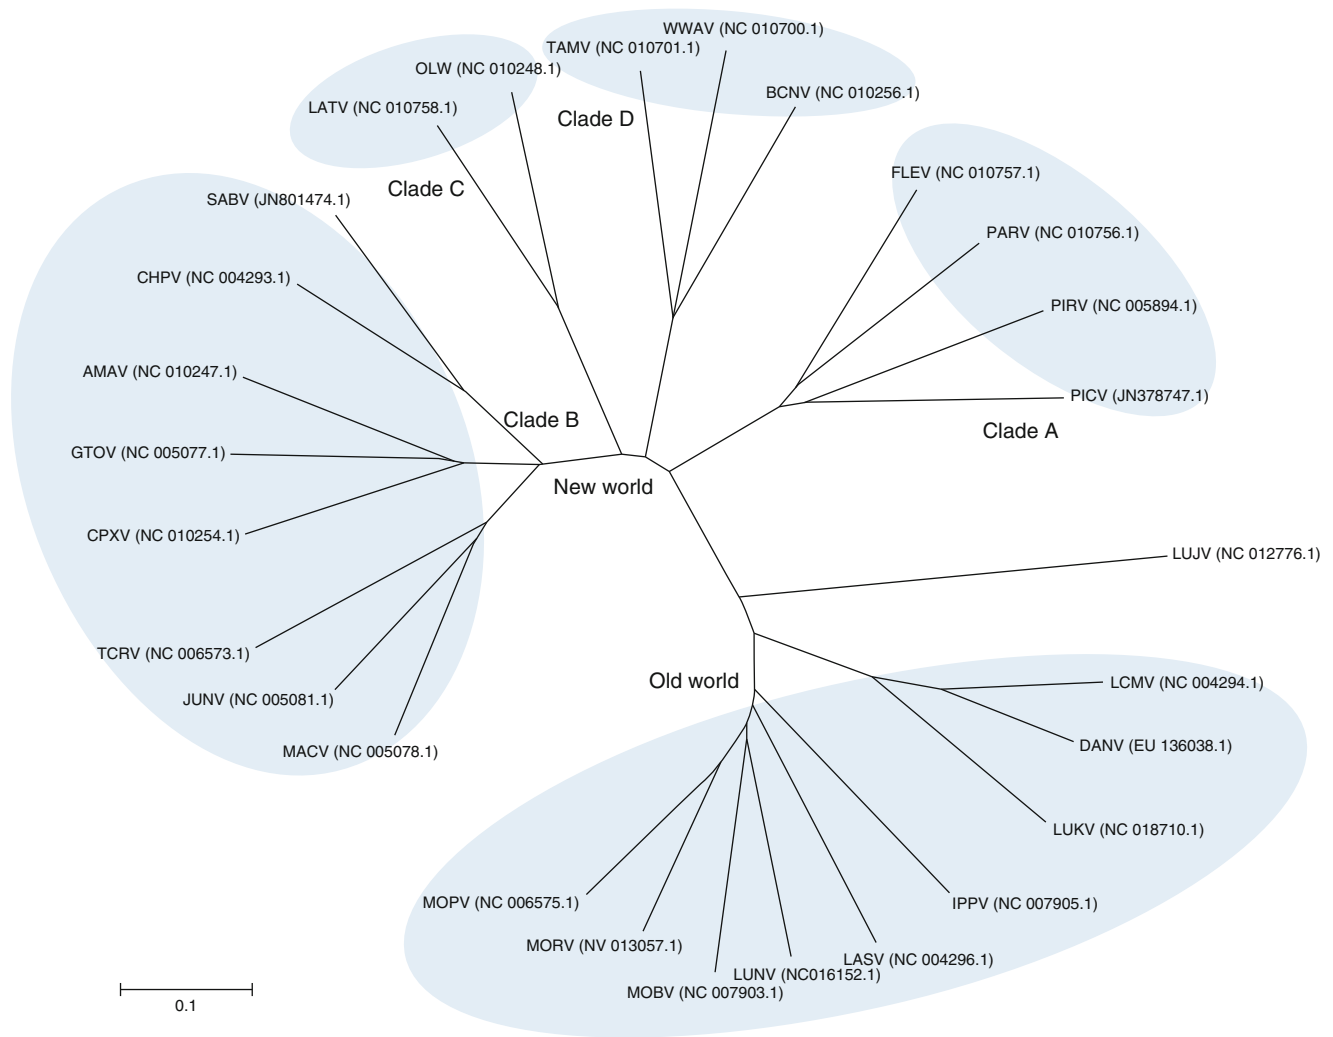 WWAV (NC 010700.1)
TAMV (NC 010701.1)
OLW (NC 010248.1)
BCNV (NC 010256.1)
LATV (NC 010758.1)
Clade D
FLEV (NC 010757.1)
Clade C
SABV (JN801474.1)
PARV (NC 010756.1)
CHPV (NC 004293.1)
PIRV (NC 005894.1)
AMAV (NC 010247.1)
PICV (JN378747.1)
Clade B
Clade A
GTOV (NC 005077.1)
New world
CPXV (NC 010254.1)
LUJV (NC 012776.1)
TCRV (NC 006573.1)
Old world
LCMV (NC 004294.1)
JUNV (NC 005081.1)
DANV (EU 136038.1)
MACV (NC 005078.1)
LUKV (NC 018710.1)
MOPV (NC 006575.1)
IPPV (NC 007905.1)
MORV (NV 013057.1)
LASV (NC 004296.1)
LUNV (NC016152.1)
MOBV (NC 007903.1)
0.1